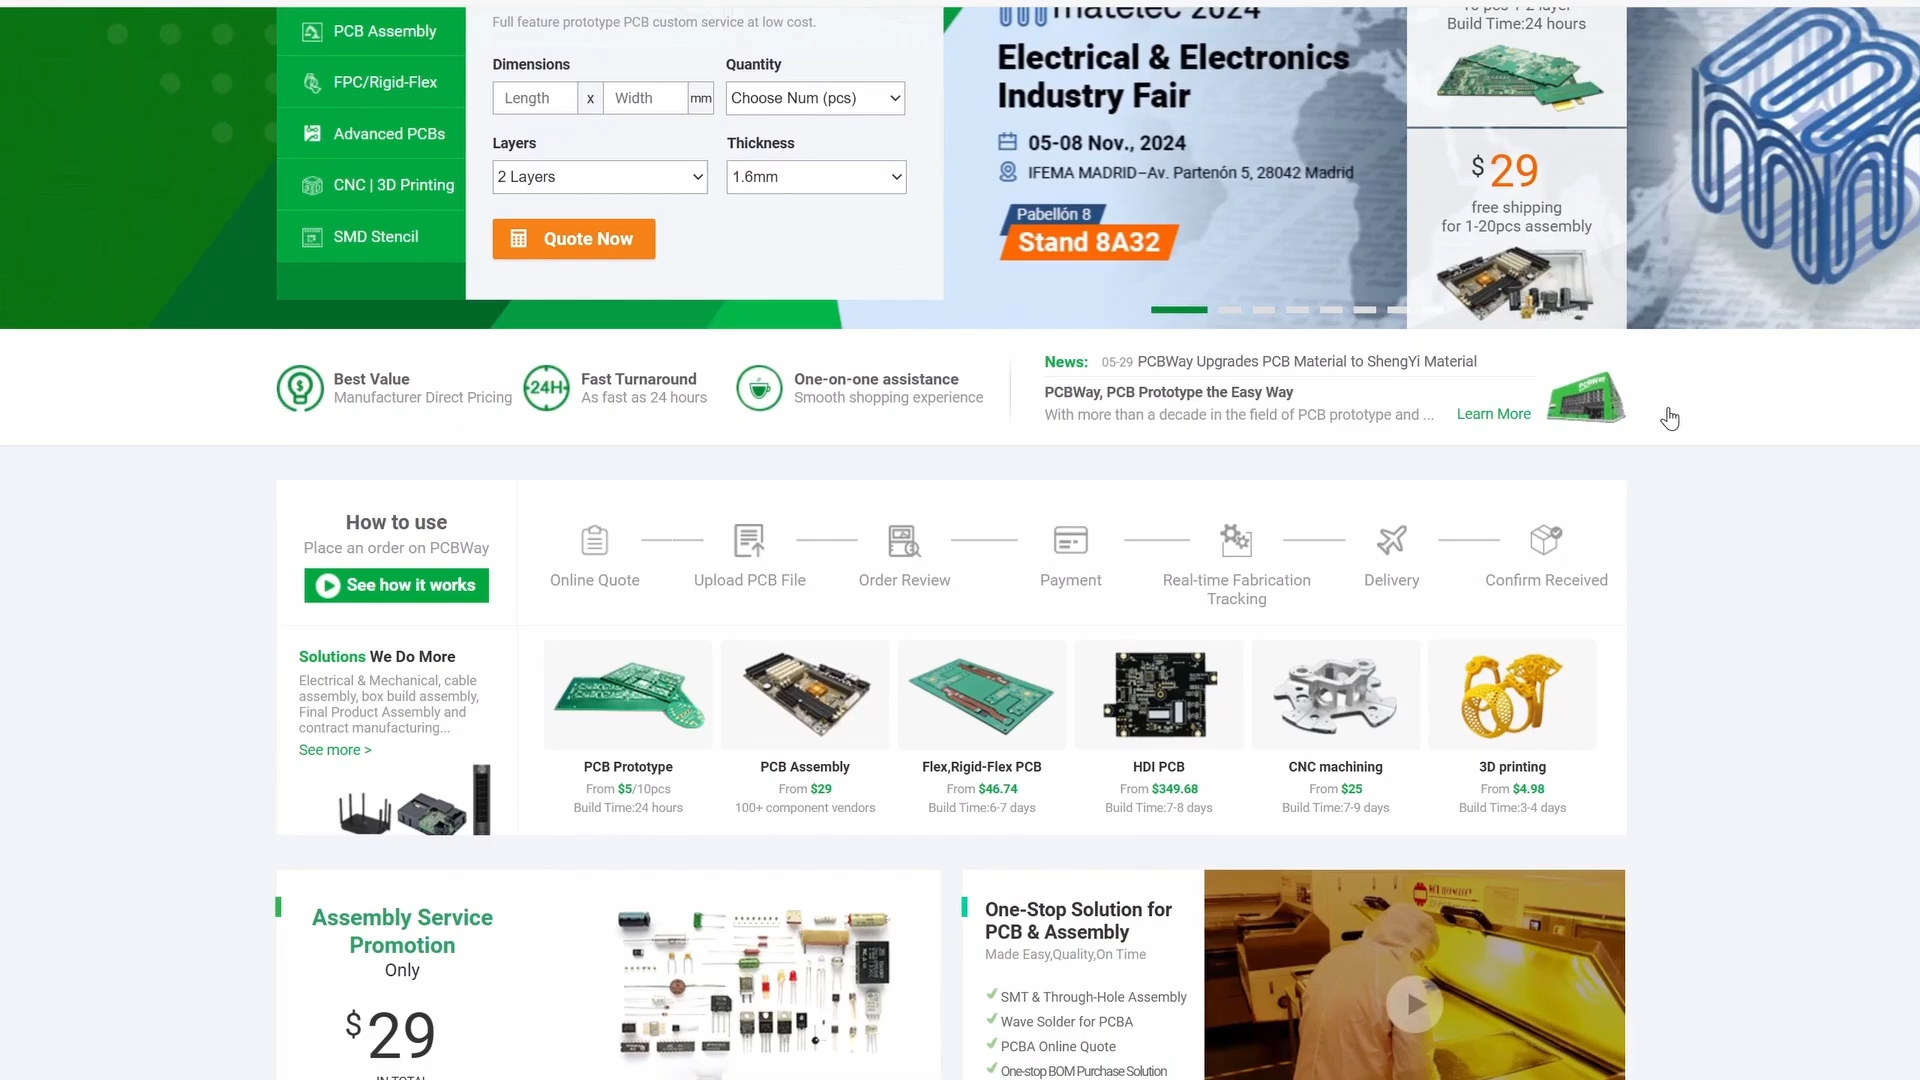 PCB Assembly
FPC/Rigid-Flex
Advanced PCBs
CNC | 3D Printing
SMD Stencil
Full feature prototype PCB custom service at low cost.
Dimensions
Quantity
Length x Width mm
Choose Num (pcs)
Layers
Thickness
2 Layers
1.6mm
Quote Now
matelec 2024
Electrical & Electronics
Industry Fair
05-08 Nov., 2024
IFEMA MADRID–Av. Partenón 5, 28042 Madrid
Pabellón 8
Stand 8A32
Build Time:24 hours
$29
free shipping
for 1-20pcs assembly
Best Value
Manufacturer Direct Pricing
24H
Fast Turnaround
As fast as 24 hours
One-on-one assistance
Smooth shopping experience
News: 05-29 PCBWay Upgrades PCB Material to ShengYi Material
PCBWay, PCB Prototype the Easy Way
With more than a decade in the field of PCB prototype and ... Learn More
How to use
Place an order on PCBWay
See how it works
Online Quote
Upload PCB File
Order Review
Payment
Real-time Fabrication
Tracking
Delivery
Confirm Received
Solutions We Do More
Electrical & Mechanical, cable
assembly, box build assembly,
Final Product Assembly and
contract manufacturing...
See more >
PCB Prototype
From $5/10pcs
Build Time:24 hours
PCB Assembly
From $29
100+ component vendors
Flex,Rigid-Flex PCB
From $46.74
Build Time:6-7 days
HDI PCB
From $349.68
Build Time:7-8 days
CNC machining
From $25
Build Time:7-9 days
3D printing
From $4.98
Build Time:3-4 days
Assembly Service
Promotion
Only
$29
IN TOTAL
One-Stop Solution for
PCB & Assembly
Made Easy,Quality,On Time
SMT & Through-Hole Assembly
Wave Solder for PCBA
PCBA Online Quote
One-stop BOM Purchase Solution